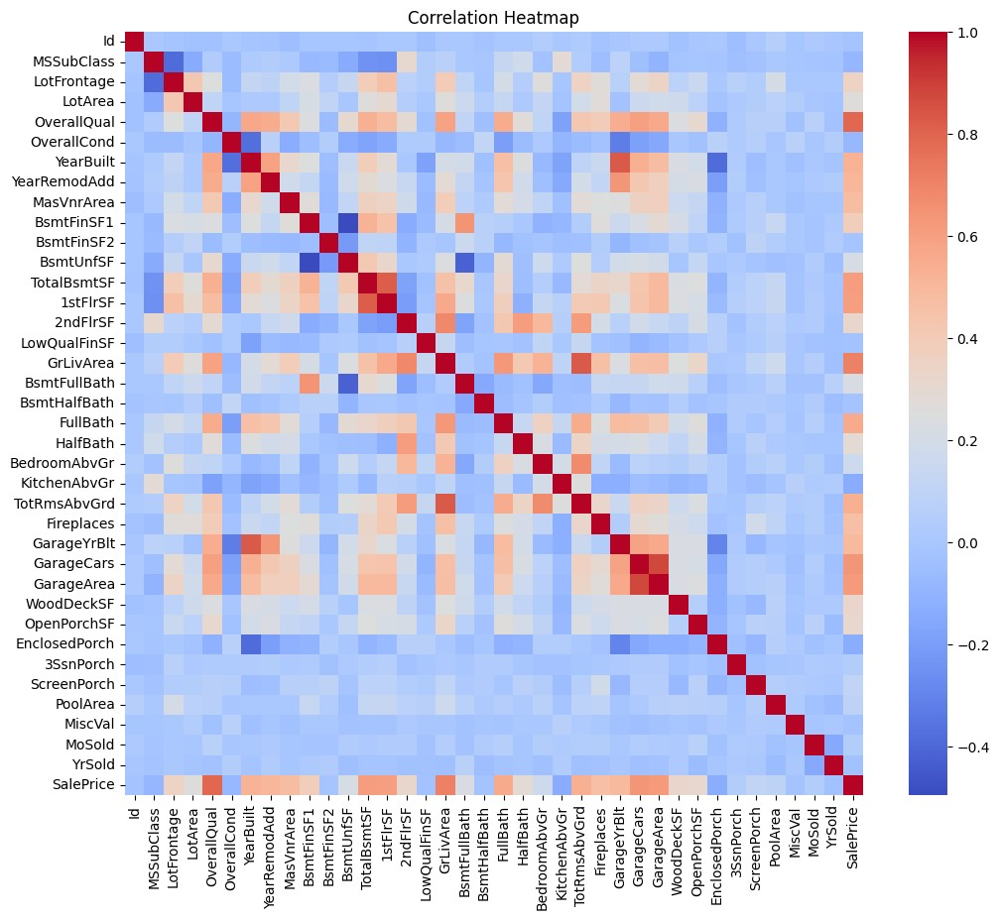 Correlation Heatmap
Id
MSSubClass
LotFrontage
LotArea
OverallQual
OverallCond
YearBuilt
YearRemodAdd
MasVnrArea
BsmtFinSF1
BsmtFinSF2
BsmtUnfSF
TotalBsmtSF
1stFlrSF
2ndFlrSF
LowQualFinSF
GrLivArea
BsmtFullBath
BsmtHalfBath
FullBath
HalfBath
BedroomAbvGr
KitchenAbvGr
TotRmsAbvGrd
Fireplaces
GarageYrBlt
GarageCars
GarageArea
WoodDeckSF
OpenPorchSF
EnclosedPorch
3SsnPorch
ScreenPorch
PoolArea
MiscVal
MoSold
YrSold
SalePrice
Id
MSSubClass
LotFrontage
LotArea
OverallQual
OverallCond
YearBuilt
YearRemodAdd
MasVnrArea
BsmtFinSF1
BsmtFinSF2
BsmtUnfSF
TotalBsmtSF
1stFlrSF
2ndFlrSF
LowQualFinSF
GrLivArea
BsmtFullBath
BsmtHalfBath
FullBath
HalfBath
BedroomAbvGr
KitchenAbvGr
TotRmsAbvGrd
Fireplaces
GarageYrBlt
GarageCars
GarageArea
WoodDeckSF
OpenPorchSF
EnclosedPorch
3SsnPorch
ScreenPorch
PoolArea
MiscVal
MoSold
YrSold
SalePrice
1.0
0.8
0.6
0.4
0.2
0.0
−0.2
−0.4